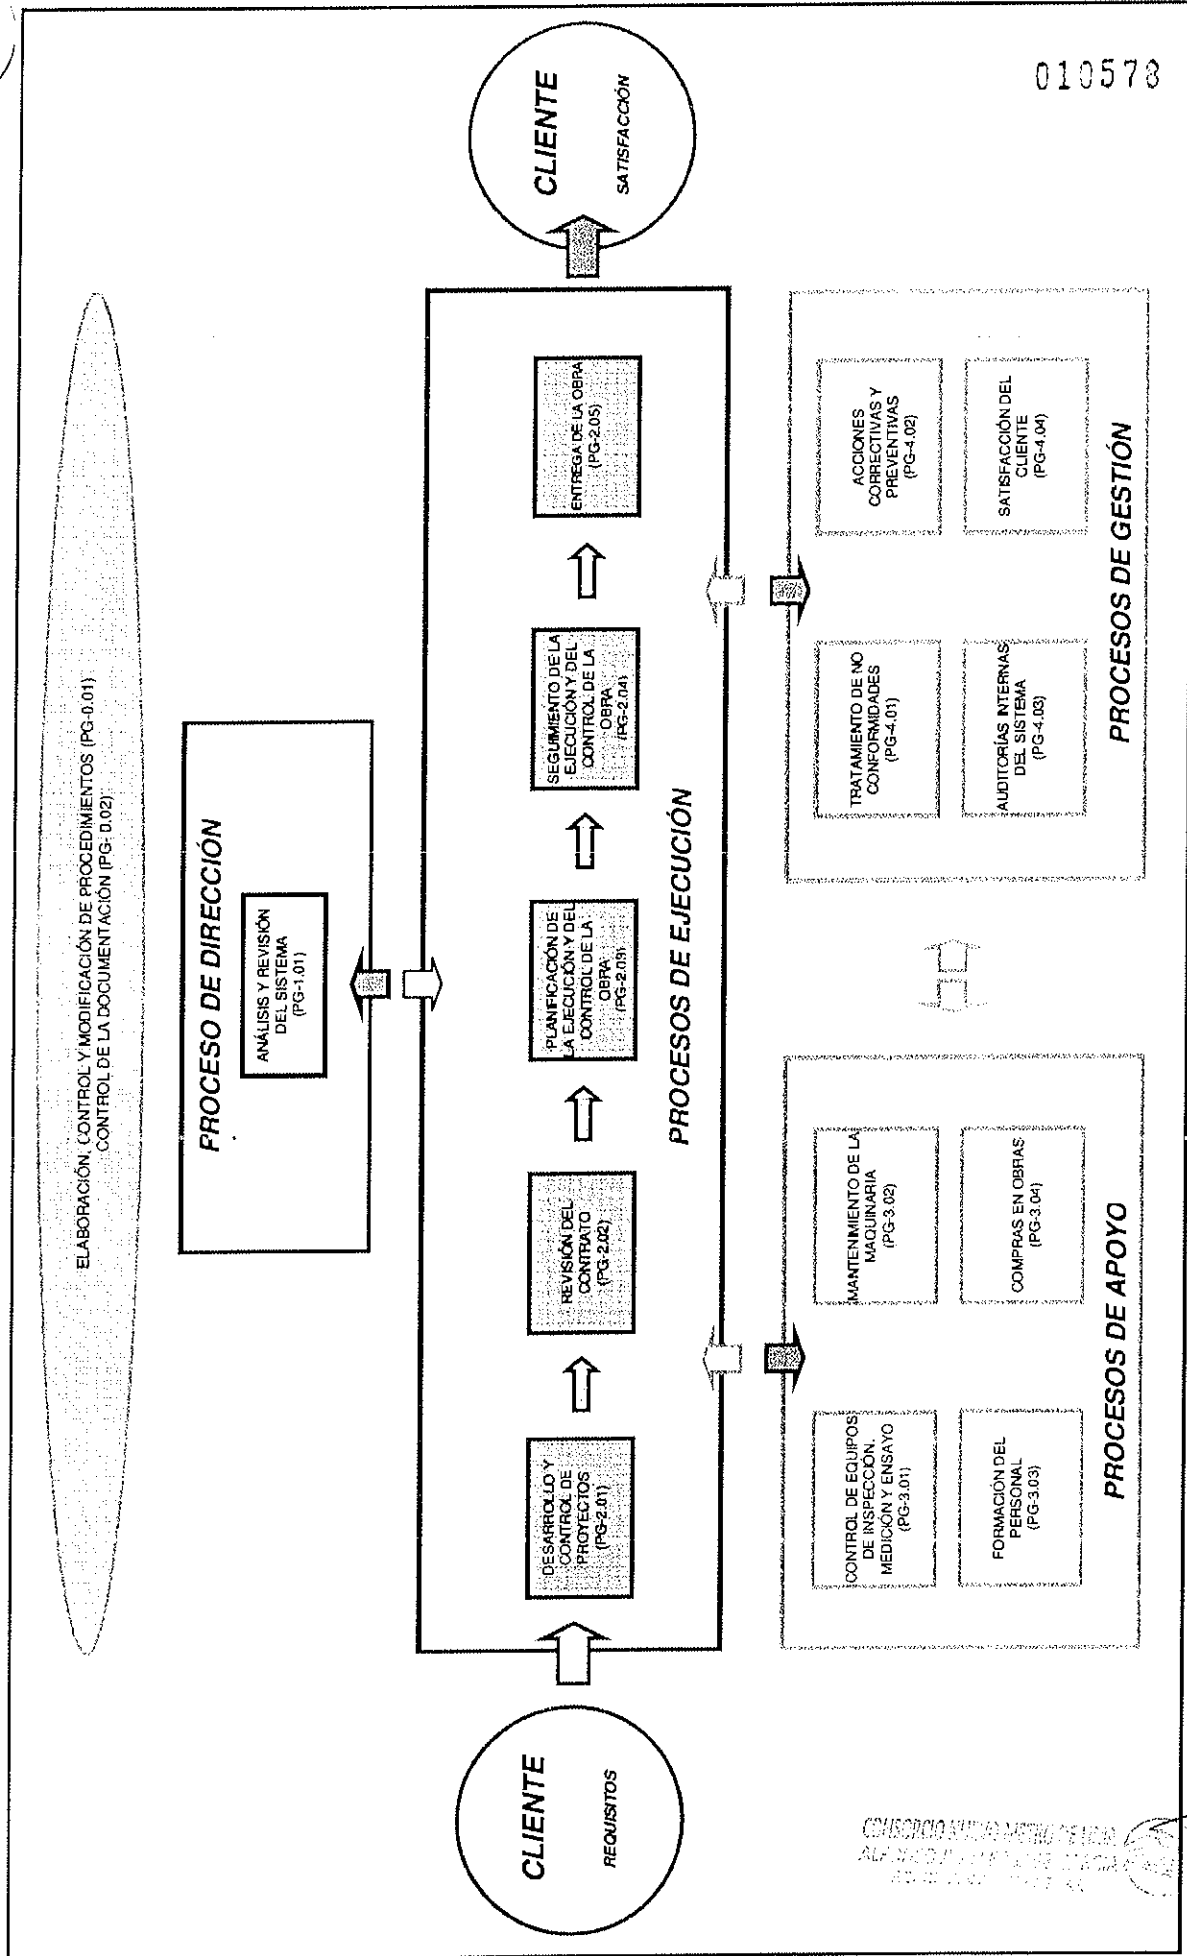 010578
ELABORACIÓN, CONTROL Y MODIFICACIÓN DE PROCEDIMIENTOS (PG-0.01)
CONTROL DE LA DOCUMENTACIÓN (PG- 0.02)
PROCESO DE DIRECCIÓN
ANÁLISIS Y REVISIÓN
DEL SISTEMA
(PG-1.01)
CLIENTE
REQUISITOS
DESARROLLO Y
CONTROL DE
PROYECTOS
(PG-2.01)
REVISIÓN DEL
CONTRATO
(PG-2.02)
PLANIFICACIÓN DE
LA EJECUCIÓN Y DEL
CONTROL DE LA
OBRA
(PG-2.03)
SEGUIMIENTO DE LA
EJECUCIÓN Y DEL
CONTROL DE LA
OBRA
(PG-2.04)
ENTREGA DE LA OBRA
(PG-2.05)
CLIENTE
SATISFACCIÓN
PROCESOS DE EJECUCIÓN
CONTROL DE EQUIPOS
DE INSPECCIÓN,
MEDICIÓN Y ENSAYO
(PG-3.01)
MANTENIMIENTO DE LA
MAQUINARIA
(PG-3.02)
FORMACIÓN DEL
PERSONAL
(PG-3.03)
COMPRAS EN OBRAS
(PG-3.04)
PROCESOS DE APOYO
TRATAMIENTO DE NO
CONFORMIDADES
(PG-4.01)
ACCIONES
CORRECTIVAS Y
PREVENTIVAS
(PG-4.02)
AUDITORÍAS INTERNAS
DEL SISTEMA
(PG-4.03)
SATISFACCIÓN DEL
CLIENTE
(PG-4.04)
PROCESOS DE GESTIÓN
CONSORCIO NUEVO METRO DE LIMA